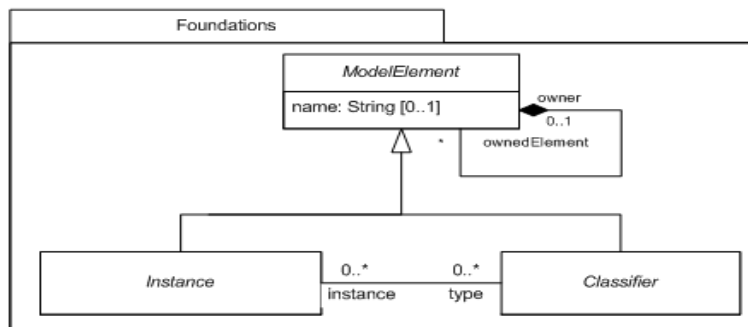 Foundations
ModelElement
name: String [0..1]
owner
0..1
*
ownedElement
Instance
0..*
instance
0..*
type
Classifier